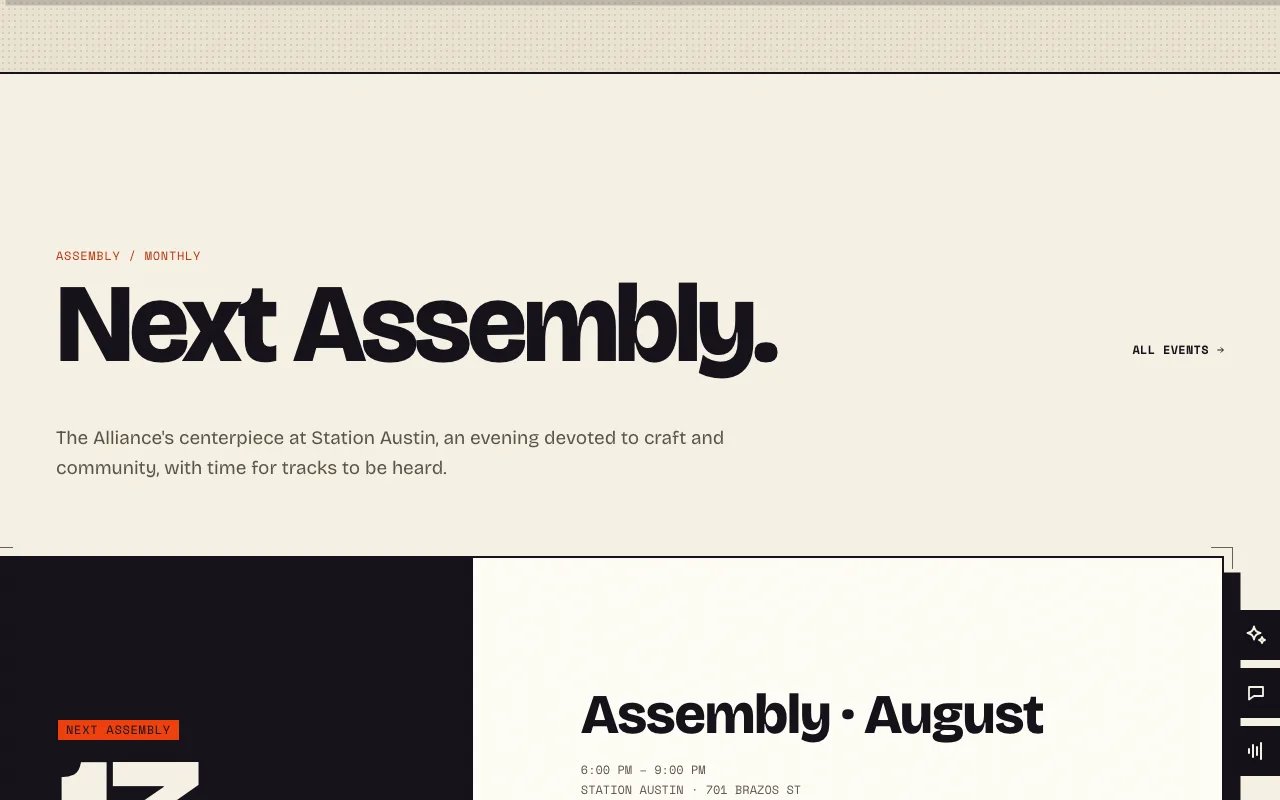 ASSEMBLY / MONTHLY
Next Assembly.
ALL EVENTS →
The Alliance's centerpiece at Station Austin, an evening devoted to craft and
community, with time for tracks to be heard.
NEXT ASSEMBLY
Assembly · August
6:00 PM – 9:00 PM
STATION AUSTIN · 701 BRAZOS ST